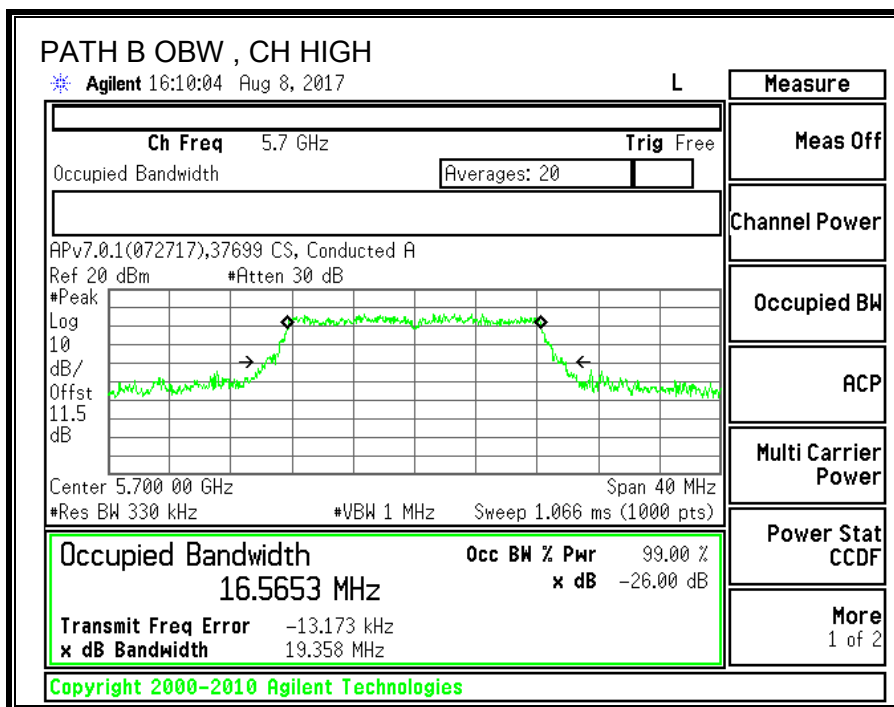 PATH B OBW , CH HIGH
Agilent 16:10:04 Aug 8, 2017 L
Measure
Ch Freq 5.7 GHz Trig Free
Meas Off
Occupied Bandwidth Averages: 20
Channel Power
APv7.0.1(072717),37699 CS, Conducted A
Ref 20 dBm #Atten 30 dB
#Peak
Log
10
dB/
Offst
11.5
dB
Occupied BW
ACP
Center 5.700 00 GHz Span 40 MHz
#Res BW 330 kHz #VBW 1 MHz Sweep 1.066 ms (1000 pts)
Multi Carrier
Power
Occupied Bandwidth Occ BW % Pwr 99.00 %
16.5653 MHz x dB -26.00 dB
Transmit Freq Error -13.173 kHz
x dB Bandwidth 19.358 MHz
Power Stat
CCDF
More
1 of 2
Copyright 2000-2010 Agilent Technologies